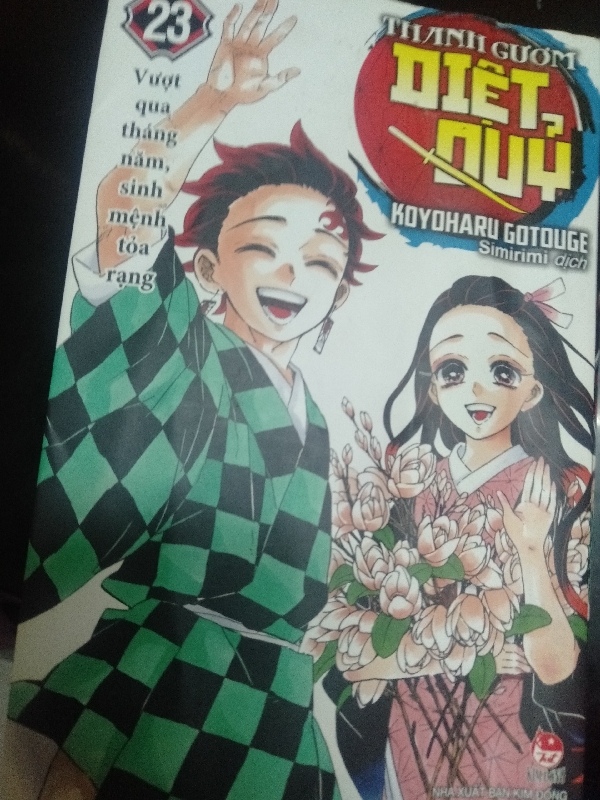 23
Vượt
qua
tháng
năm,
sinh
mệnh
tỏa
rạng
THANH GƯƠM
DIỆT
QUỶ
KOYOHARU GOTOUGE
Simirimi dịch
NHÀ XUẤT BẢN KIM ĐỒNG